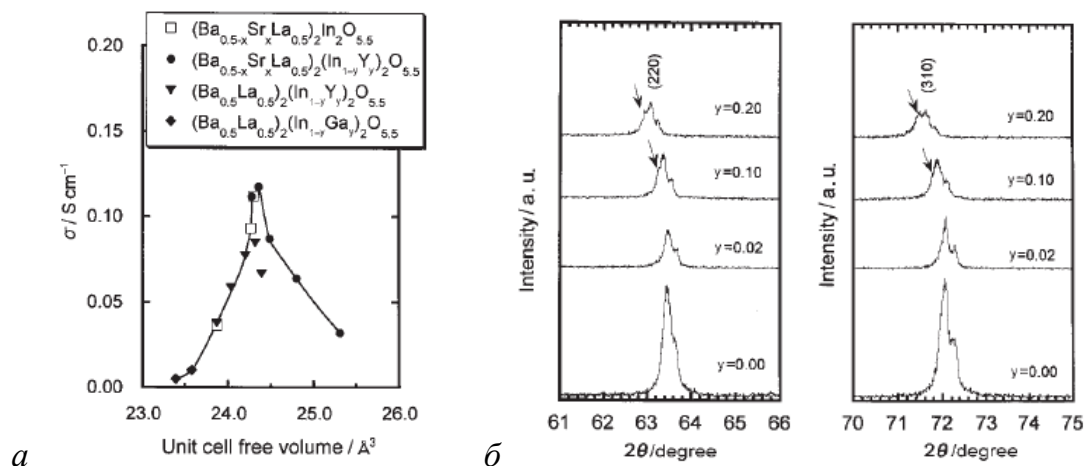 0.20
0.15
0.10
0.05
0.00
σ / S cm⁻¹
(Ba₀.₅₋ₓSrₓLa₀.₅)₂In₂O₅.₅
(Ba₀.₅₋ₓSrₓLa₀.₅)₂(In₁₋yYy)₂O₅.₅
(Ba₀.₅La₀.₅)₂(In₁₋yYy)₂O₅.₅
(Ba₀.₅La₀.₅)₂(In₁₋yGay)₂O₅.₅
23.0 24.0 25.0 26.0
Unit cell free volume / Å³
а
Intensity / a. u.
(220)
y=0.20
y=0.10
y=0.02
y=0.00
61 62 63 64 65 66
2θ/degree
б
Intensity / a. u.
(310)
y=0.20
y=0.10
y=0.02
y=0.00
70 71 72 73 74 75
2θ/degree